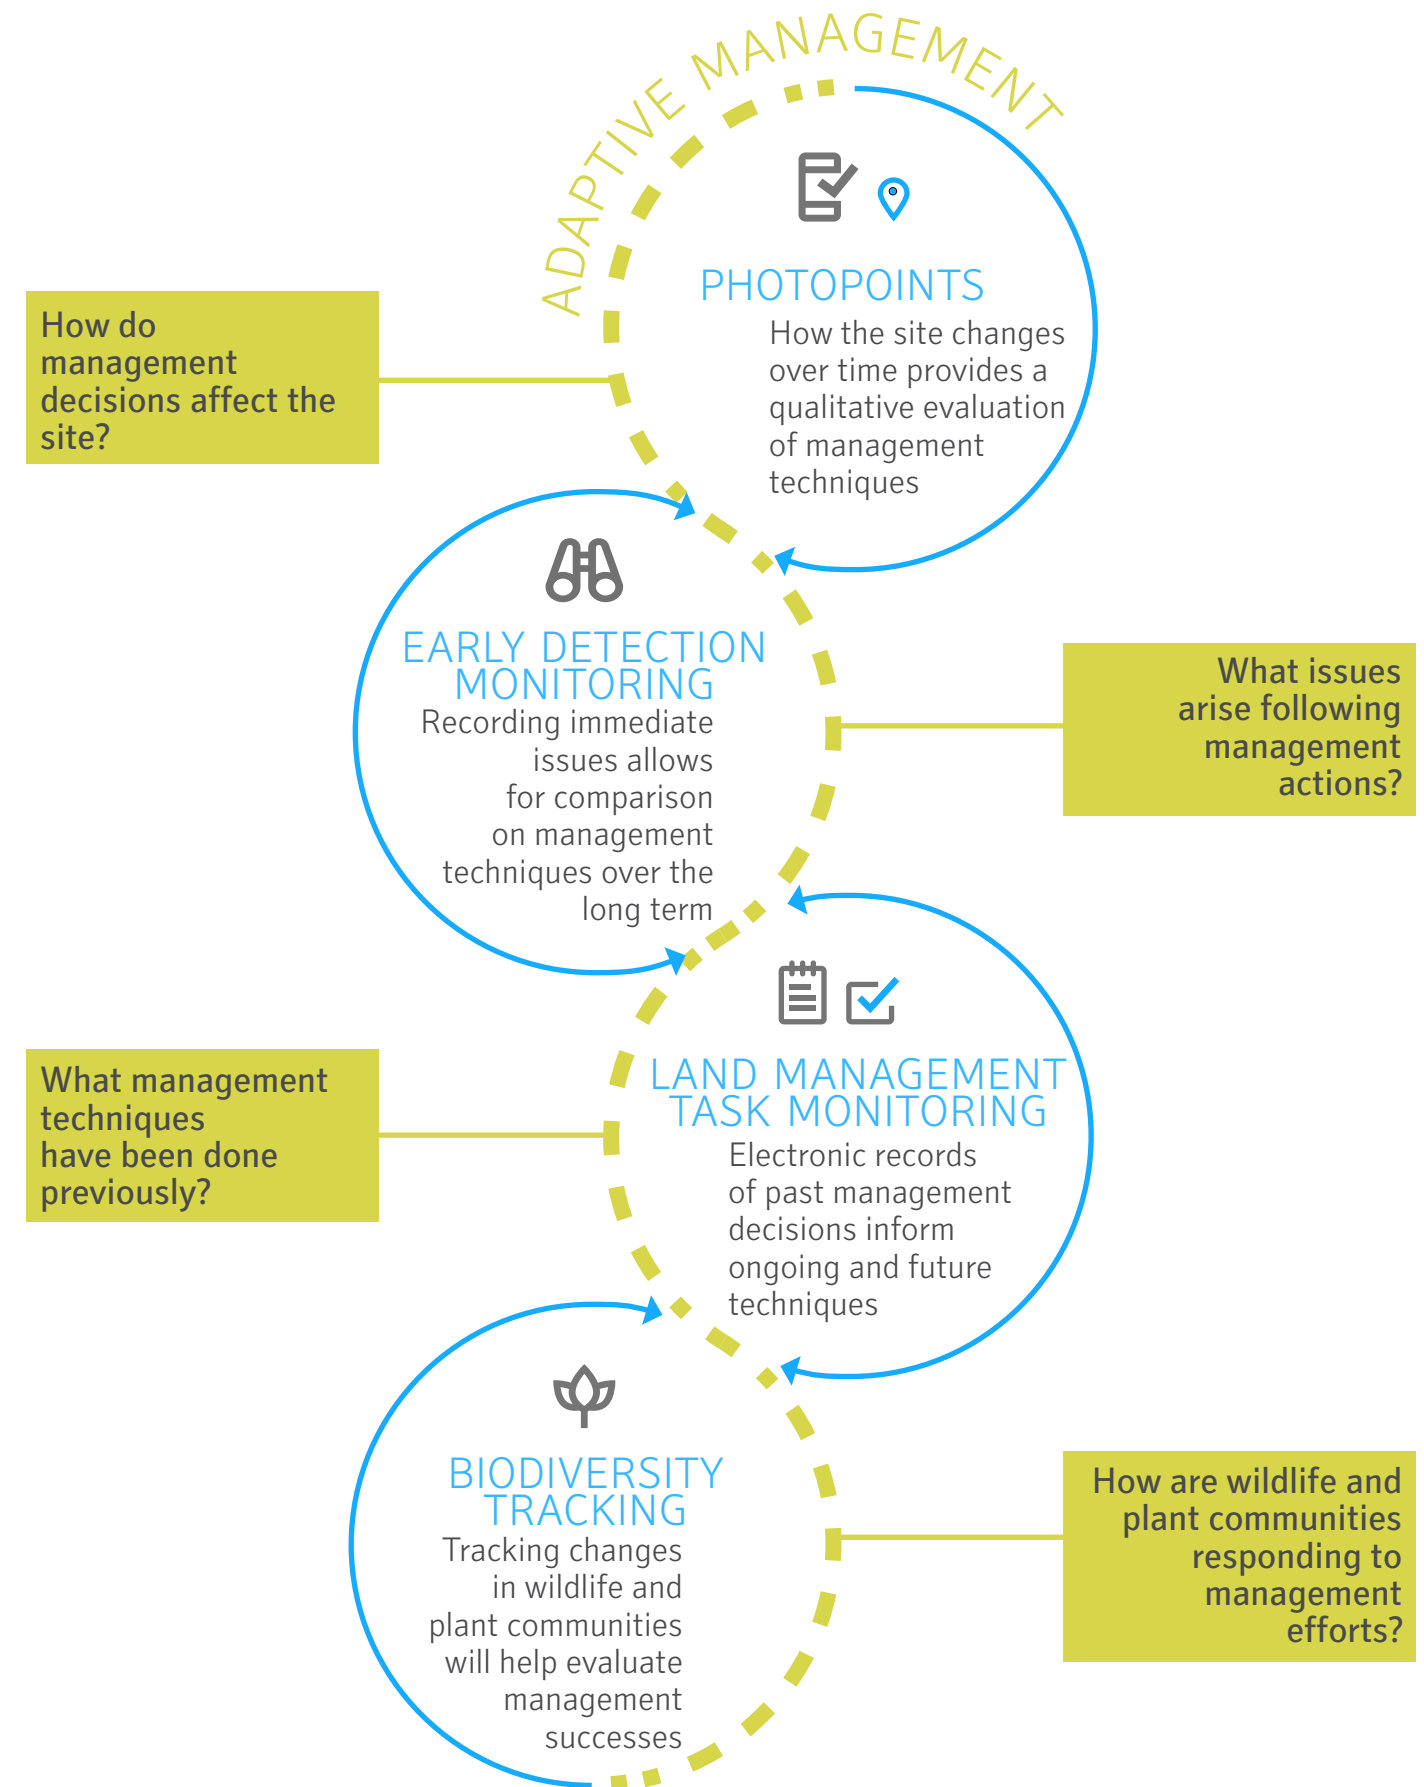 ADAPTIVE MANAGEMENT
PHOTOPOINTS
How the site changes
over time provides a
qualitative evaluation
of management
techniques
How do
management
decisions affect the
site?
EARLY DETECTION
MONITORING
Recording immediate
issues allows
for comparison
on management
techniques over the
long term
What issues
arise following
management
actions?
LAND MANAGEMENT
TASK MONITORING
Electronic records
of past management
decisions inform
ongoing and future
techniques
What management
techniques
have been done
previously?
BIODIVERSITY
TRACKING
Tracking changes
in wildlife and
plant communities
will help evaluate
management
successes
How are wildlife and
plant communities
responding to
management
efforts?